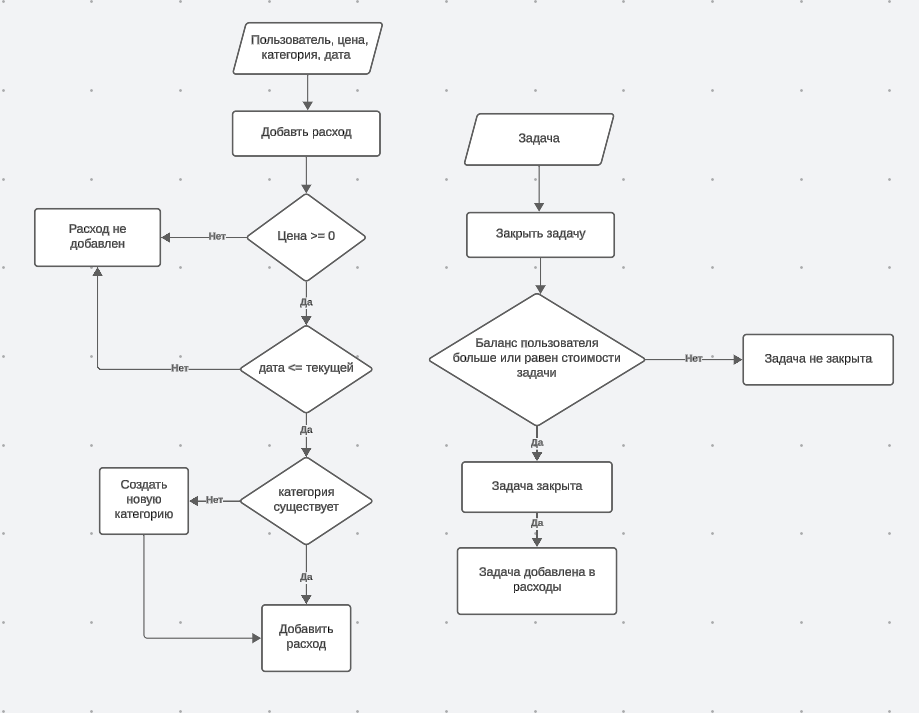 Пользователь, цена,
категория, дата
Добавть расход
Цена >= 0
Нет
Расход не
добавлен
Да
дата <= текущей
Нет
Да
категория
существует
Нет
Создать
новую
категорию
Да
Добавить
расход
Задача
Закрыть задачу
Баланс пользователя
больше или равен стоимости
задачи
Нет
Задача не закрыта
Да
Задача закрыта
Да
Задача добавлена в
расходы